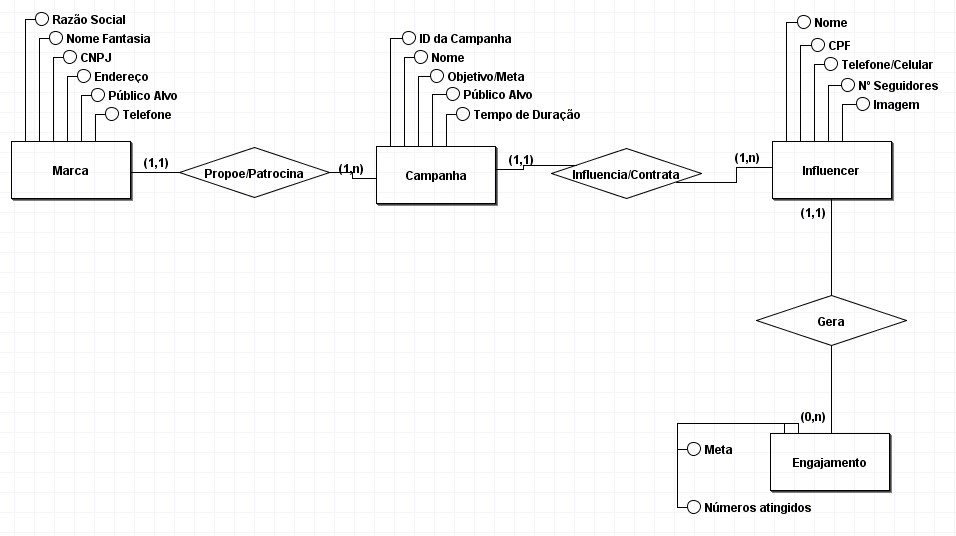 Razão Social
Nome Fantasia
CNPJ
Endereço
Público Alvo
Telefone
Marca
(1,1)
Propoe/Patrocina
(1,n)
ID da Campanha
Nome
Objetivo/Meta
Público Alvo
Tempo de Duração
Campanha
(1,1)
Influencia/Contrata
(1,n)
Nome
CPF
Telefone/Celular
Nº Seguidores
Imagem
Influencer
(1,1)
Gera
(0,n)
Engajamento
Meta
Números atingidos